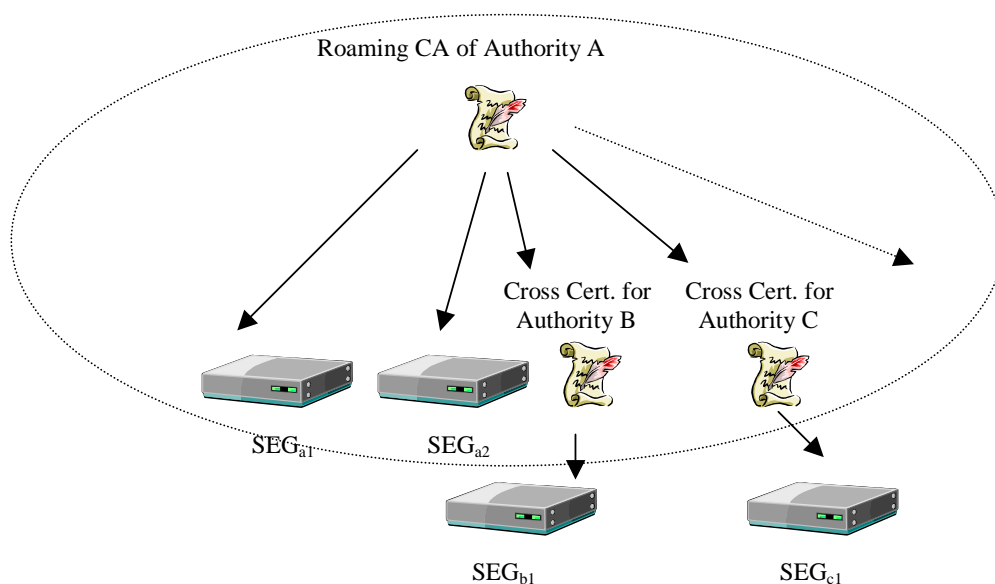 Roaming CA of Authority A
Cross Cert. for
Authority B
Cross Cert. for
Authority C
SEGa1
SEGa2
SEGb1
SEGc1